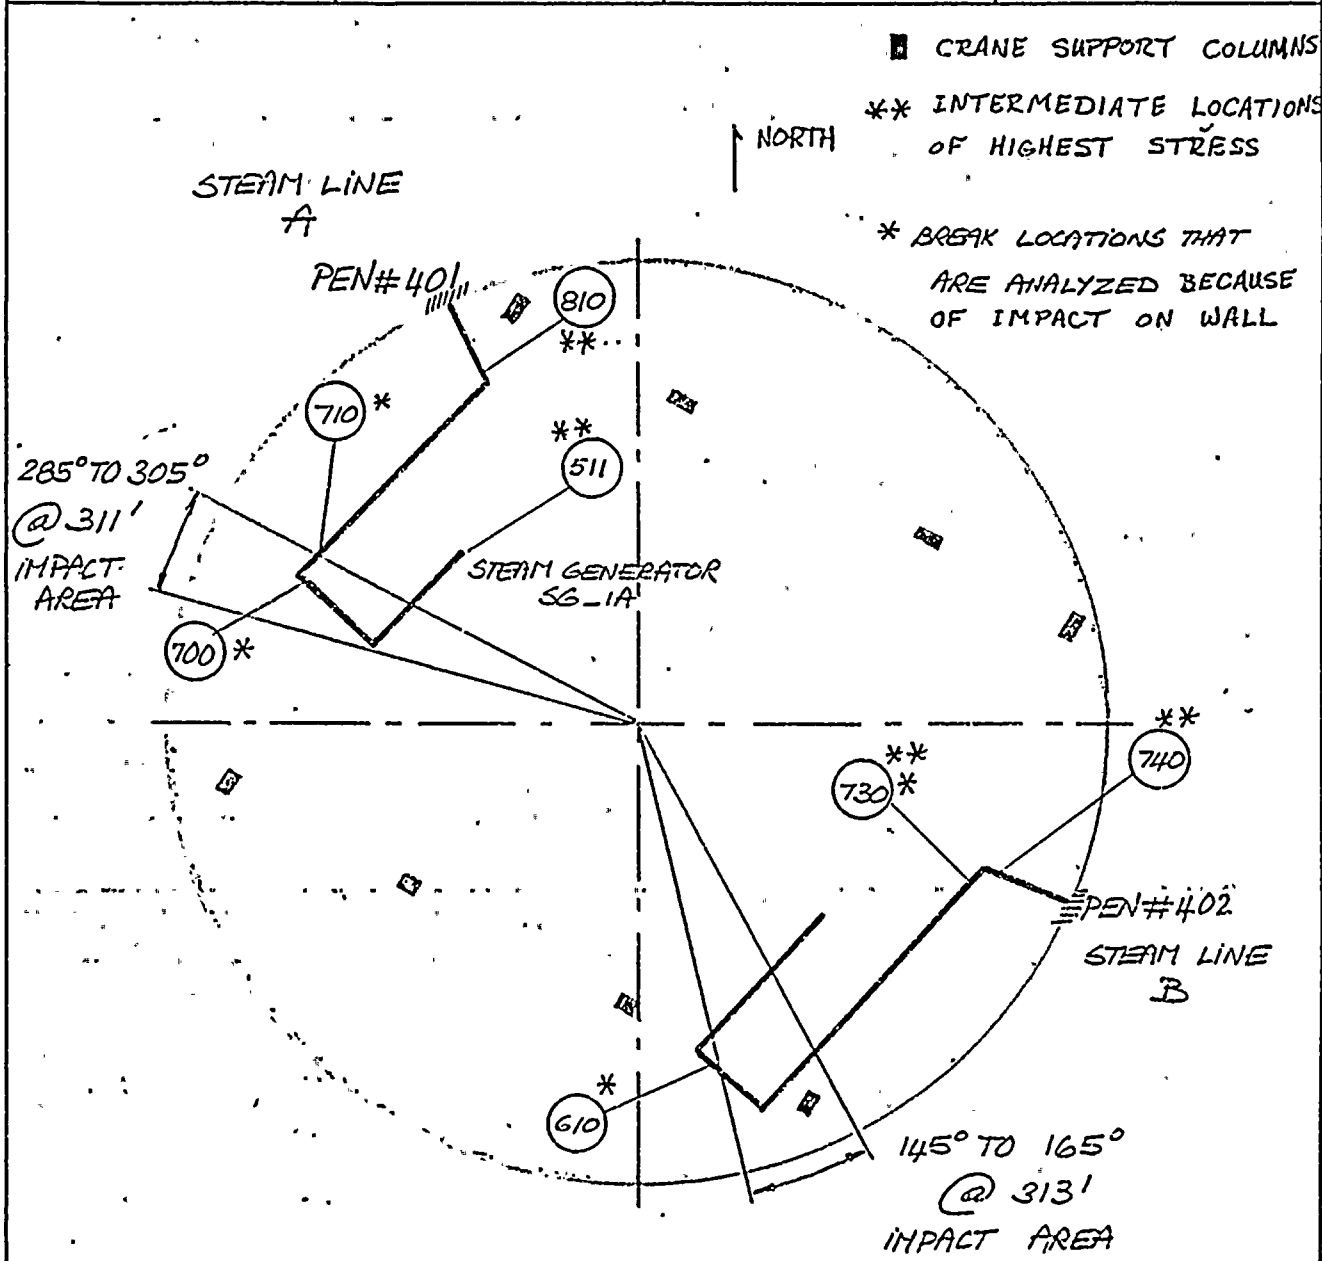 CRANE SUPPORT COLUMNS
** INTERMEDIATE LOCATIONS
OF HIGHEST STRESS
NORTH
* BREAK LOCATIONS THAT
ARE ANALYZED BECAUSE
OF IMPACT ON WALL
STEAM LINE
A
PEN#401
810
**
710 *
**
511
285° TO 305°
@ 311'
IMPACT
AREA
STEAM GENERATOR
SG-1A
700 *
**
740
**
730 *
PEN#402
STEAM LINE
B
*
610
145° TO 165°
@ 313'
IMPACT AREA